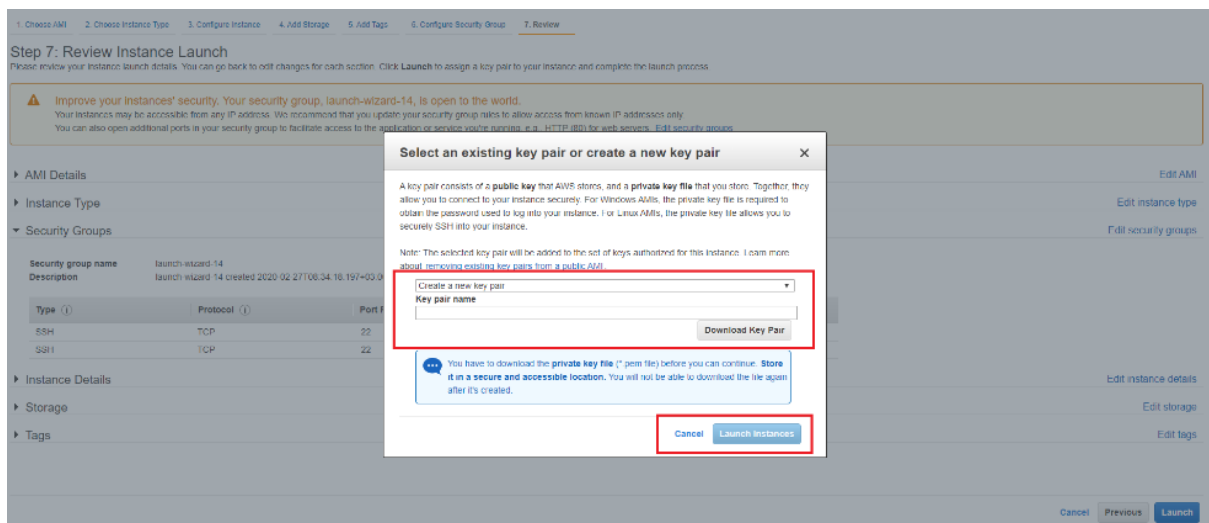 1. Choose AMI 2. Choose Instance Type 3. Configure Instance 4. Add Storage 5. Add Tags 6. Configure Security Group 7. Review
Step 7: Review Instance Launch
Please review your instance launch details. You can go back to edit changes for each section. Click Launch to assign a key pair to your instance and complete the launch process.
Improve your instances' security. Your security group, launch-wizard-14, is open to the world.
Your instances may be accessible from any IP address. We recommend that you update your security group rules to allow access from known IP addresses only.
You can also open additional ports in your security group to facilitate access to the application or service you're running, e.g., HTTP (80) for web servers. Edit security groups
Select an existing key pair or create a new key pair
A key pair consists of a public key that AWS stores, and a private key file that you store. Together, they
allow you to connect to your instance securely. For Windows AMIs, the private key file is required to
obtain the password used to log into your instance. For Linux AMIs, the private key file allows you to
securely SSH into your instance.
Note: The selected key pair will be added to the set of keys authorized for this instance. Learn more
about removing existing key pairs from a public AMI.
Create a new key pair
Key pair name
Download Key Pair
You have to download the private key file (*.pem file) before you can continue. Store
it in a secure and accessible location. You will not be able to download the file again
after it's created.
Cancel Launch Instances
AMI Details Edit AMI
Instance Type Edit instance type
Security Groups Edit security groups
Security group name launch-wizard-14
Description launch-wizard-14 created 2020-02-27T08:34:18.197+03:0
Type Protocol Port
SSH TCP 22
SSH TCP 22
Instance Details Edit instance details
Storage Edit storage
Tags Edit tags
Cancel Previous Launch